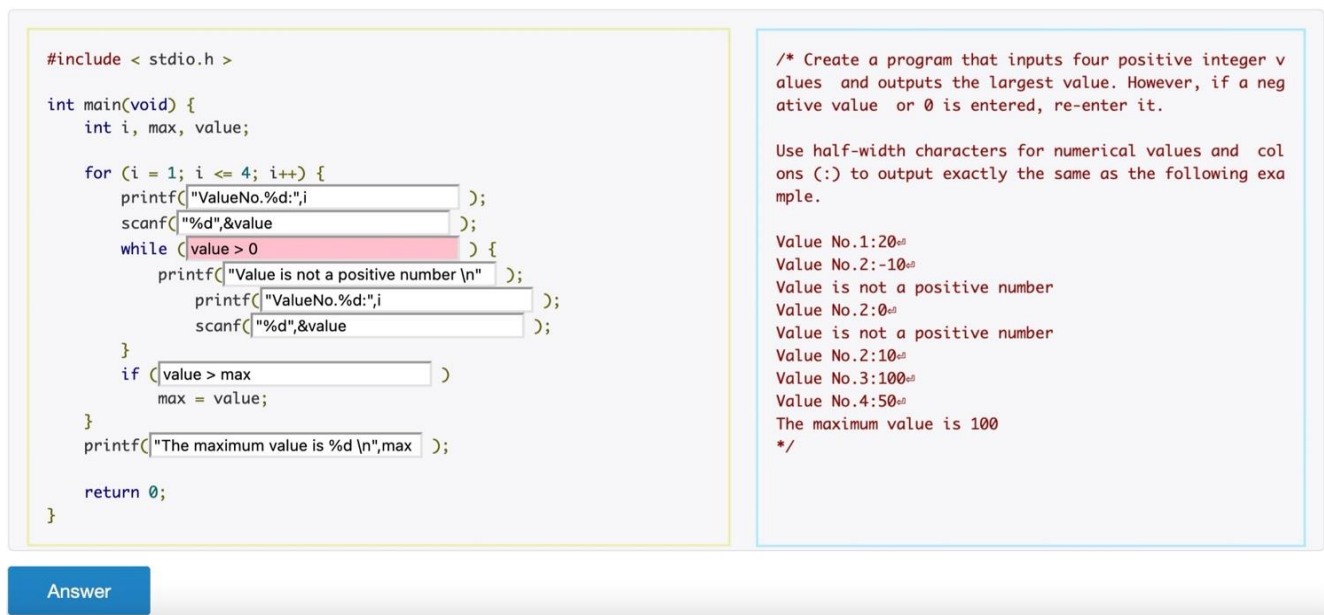 #include < stdio.h >
int main(void) {
int i, max, value;
for (i = 1; i <= 4; i++) {
printf( "ValueNo.%d:",i );
scanf( "%d",&value );
while ( value > 0 ) {
printf( "Value is not a positive number \n" );
printf( "ValueNo.%d:",i );
scanf( "%d",&value );
}
if ( value > max )
max = value;
}
printf( "The maximum value is %d \n",max );
return 0;
}
/* Create a program that inputs four positive integer v
alues  and outputs the largest value. However, if a neg
ative value  or 0 is entered, re-enter it.
Use half-width characters for numerical values and  col
ons (:) to output exactly the same as the following exa
mple.
Value No.1:20⏎
Value No.2:-10⏎
Value is not a positive number
Value No.2:0⏎
Value is not a positive number
Value No.2:10⏎
Value No.3:100⏎
Value No.4:50⏎
The maximum value is 100
*/
Answer